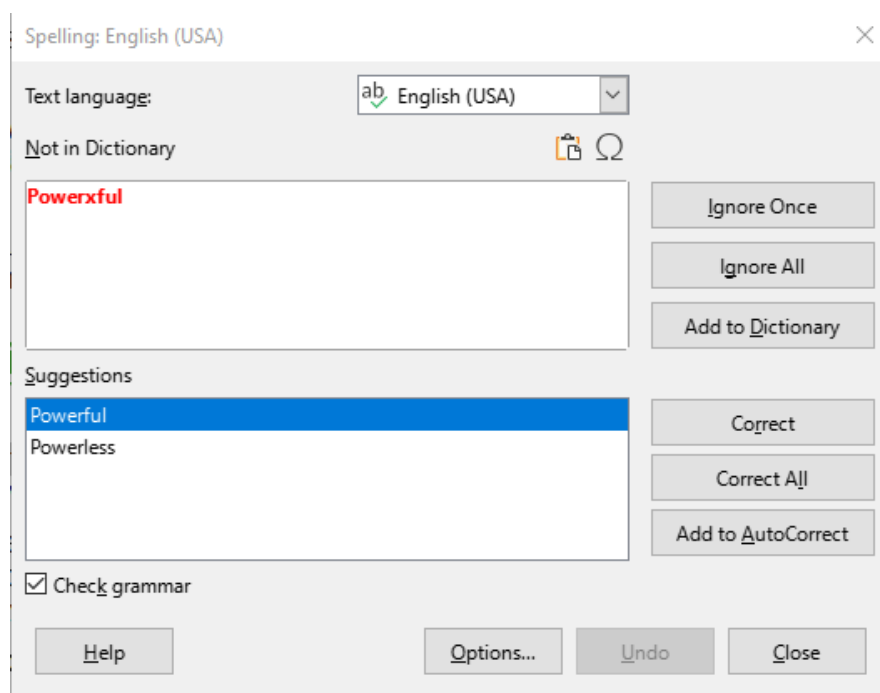 Spelling: English (USA)
Text language:
English (USA)
Not in Dictionary
Powerxful
Ignore Once
Ignore All
Add to Dictionary
Suggestions
Powerful
Powerless
Correct
Correct All
Add to AutoCorrect
Check grammar
Help
Options...
Undo
Close